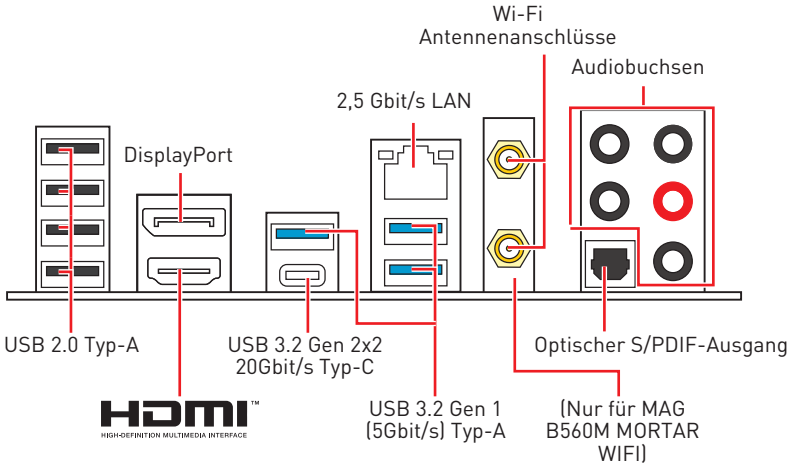 Wi-Fi
Antennenanschlüsse
Audiobuchsen
2,5 Gbit/s LAN
DisplayPort
USB 2.0 Typ-A
USB 3.2 Gen 2x2
20Gbit/s Typ-C
Optischer S/PDIF-Ausgang
HDMI™
HIGH-DEFINITION MULTIMEDIA INTERFACE
USB 3.2 Gen 1
(5Gbit/s) Typ-A
(Nur für MAG
B560M MORTAR
WIFI)